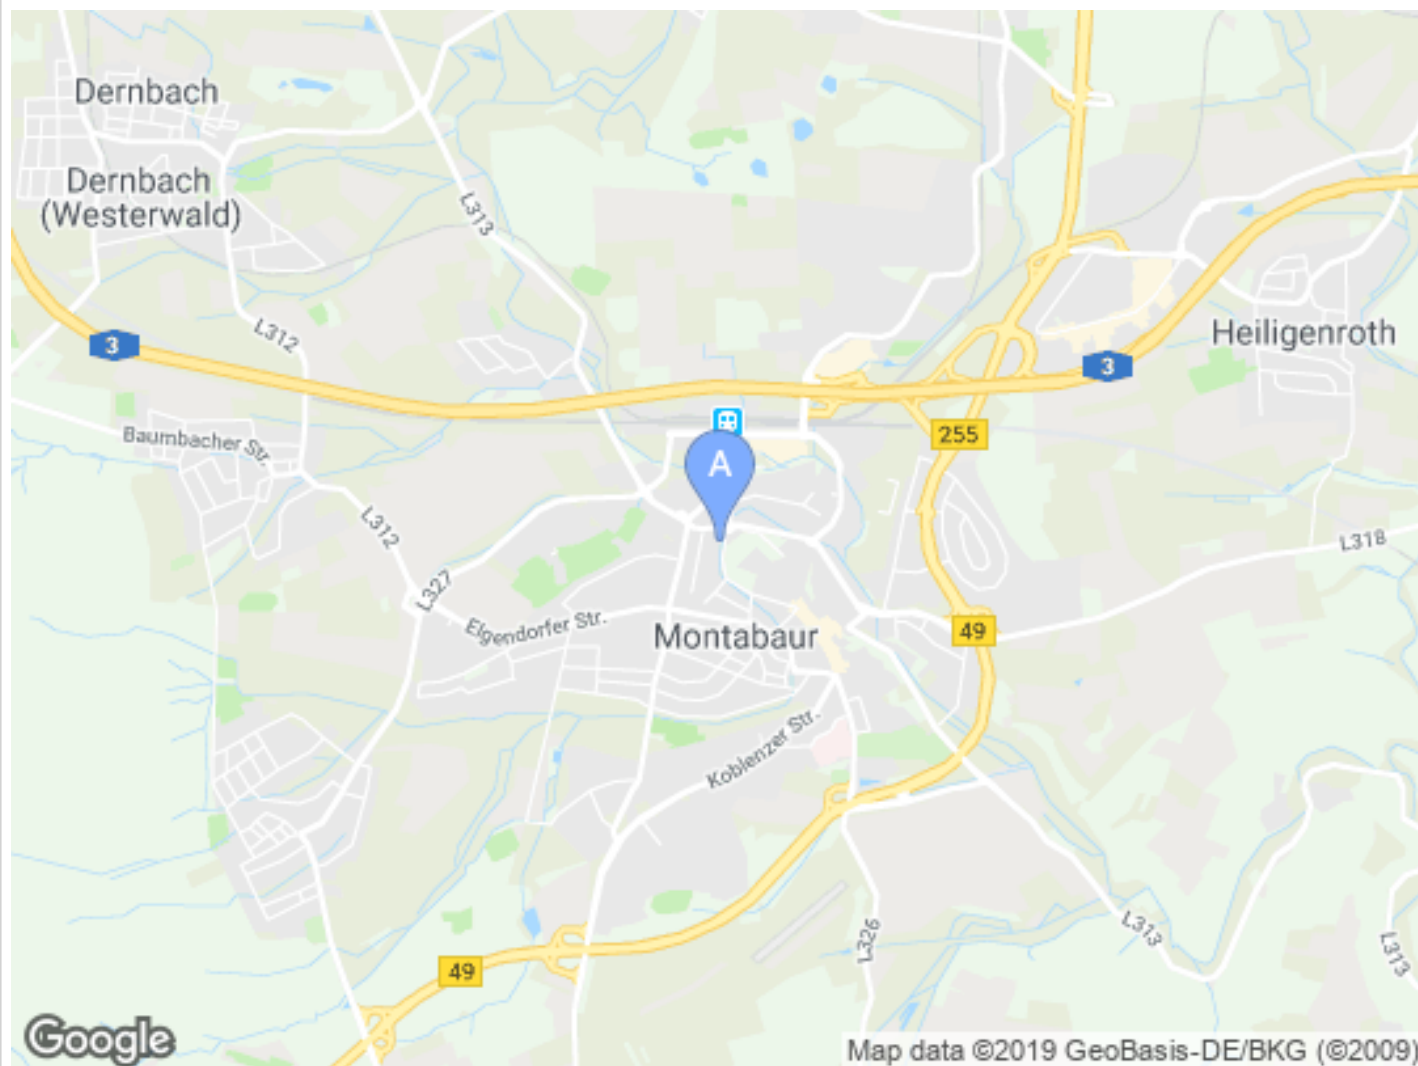 Dernbach
Dernbach
(Westerwald)
L313
L312
3
Heiligenroth
3
Baumbacher Str.
255
A
L312
L318
L327
Elgendorfer Str.
Montabaur
49
Koblenzer Str.
L326
L313
L313
49
Google
Map data ©2019 GeoBasis-DE/BKG (©2009)